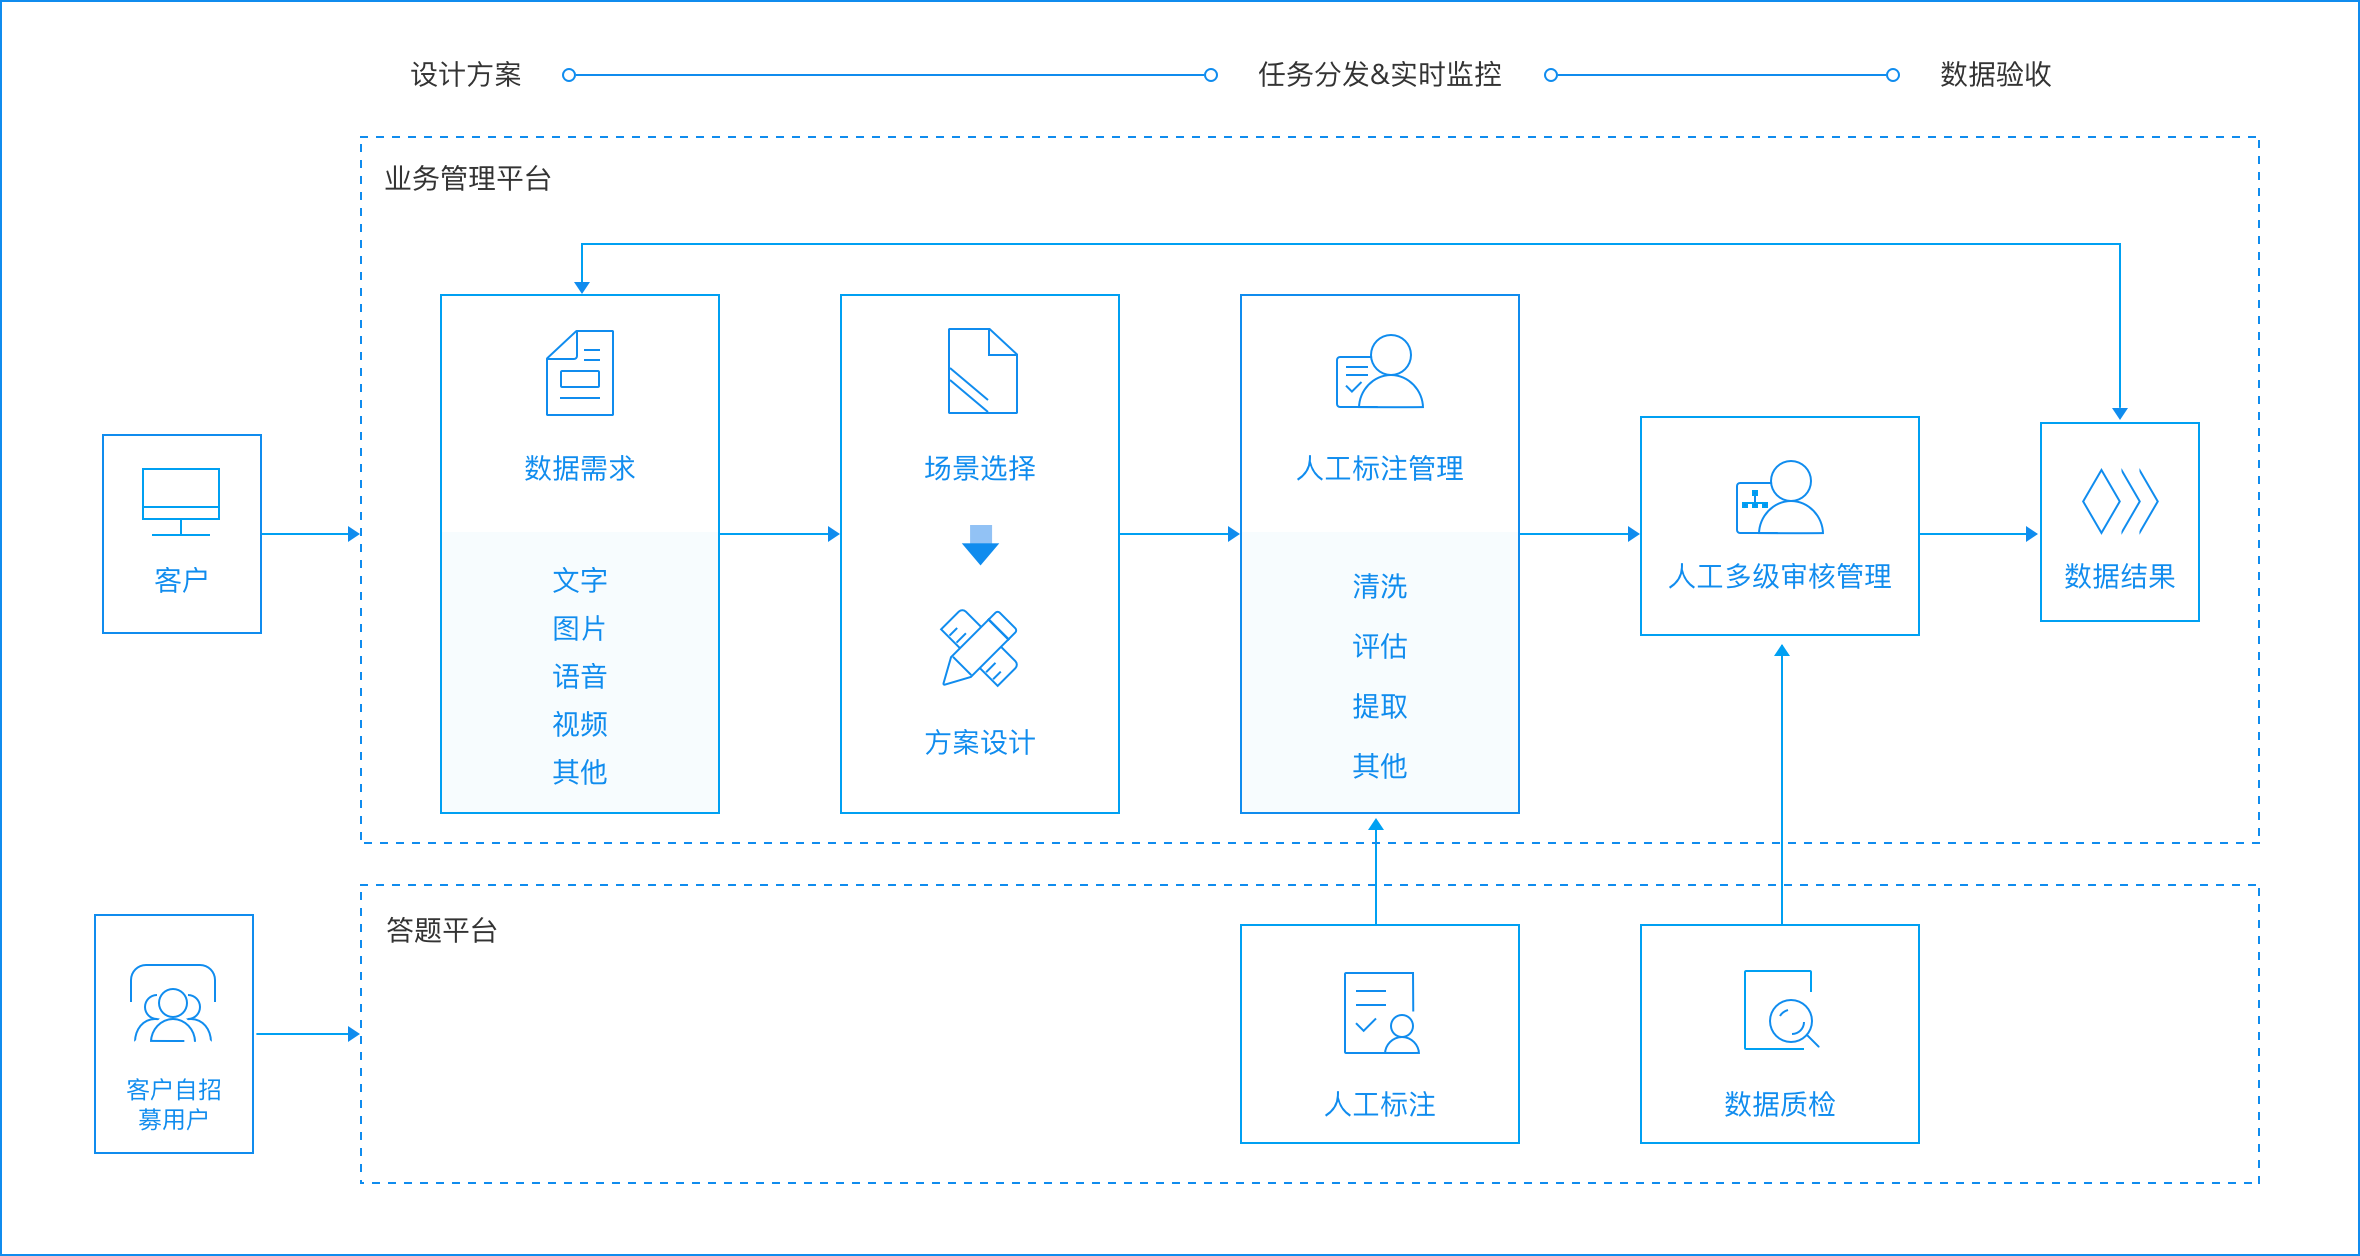 设计方案
任务分发&实时监控
数据验收
业务管理平台
客户
数据需求
文字
图片
语音
视频
其他
场景选择
方案设计
人工标注管理
清洗
评估
提取
其他
人工多级审核管理
数据结果
答题平台
客户自招
募用户
人工标注
数据质检